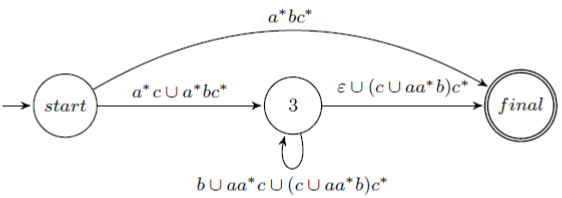 a*bc*
a*c ∪ a*bc*
ε ∪ (c ∪ aa*b)c*
start
3
final
b ∪ aa*c ∪ (c ∪ aa*b)c*